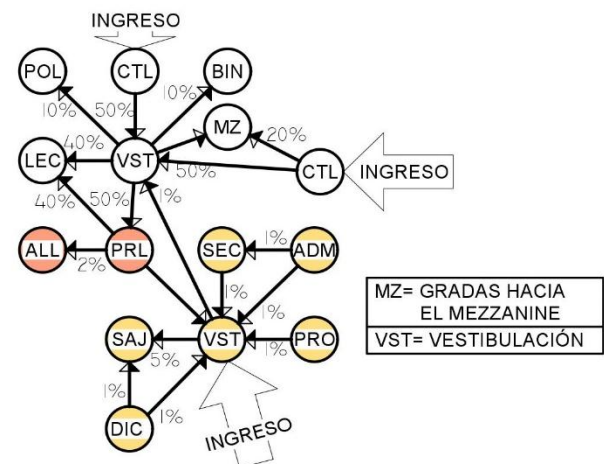 INGRESO
POL
CTL
BIN
10%
50%
10%
MZ
20%
40%
LEC
VST
50%
CTL
INGRESO
40%
50%
1%
ALL
PRL
2%
SEC
1%
ADM
1%
1%
SAJ
5%
VST
1%
PRO
1%
1%
DIC
INGRESO
MZ= GRADAS HACIA
EL MEZZANINE
VST= VESTIBULACIÓN